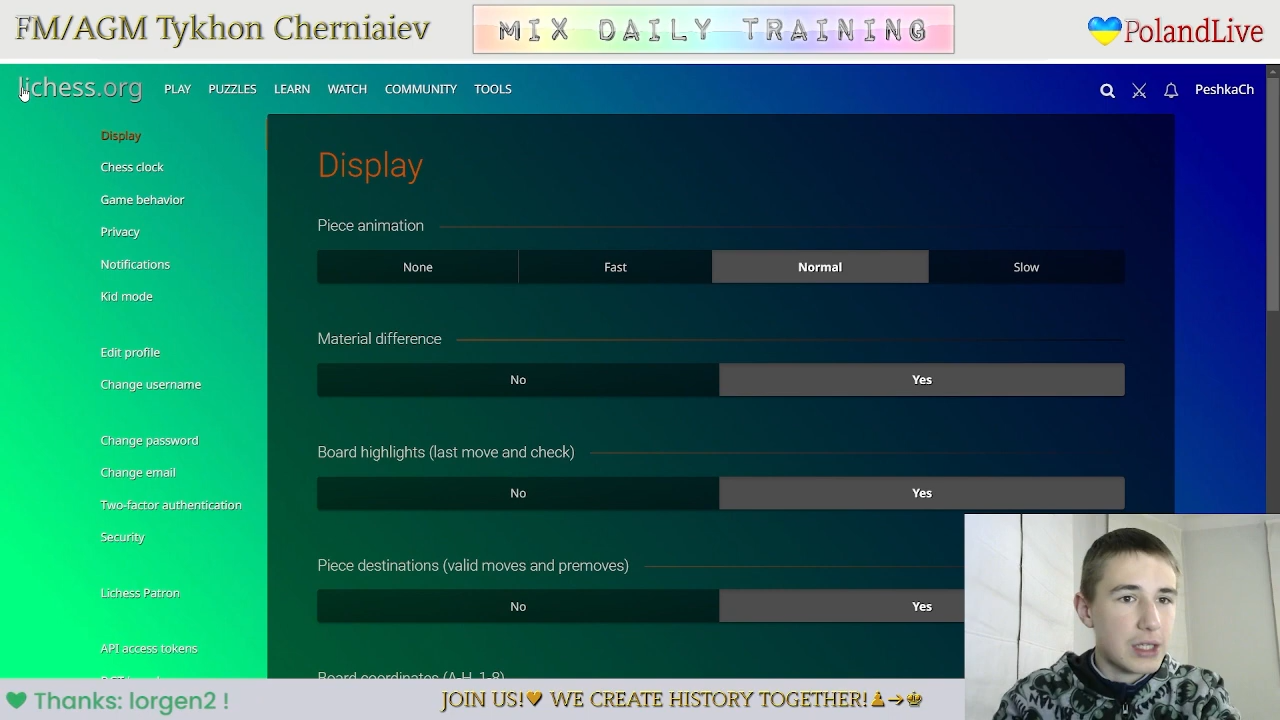 FM/AGM Tykhon Cherniaiev
MIX DAILY TRAINING
PolandLive
lichess.org
PLAY
PUZZLES
LEARN
WATCH
COMMUNITY
TOOLS
PeshkaCh
Display
Chess clock
Game behavior
Privacy
Notifications
Kid mode
Edit profile
Change username
Change password
Change email
Two-factor authentication
Security
Lichess Patron
API access tokens
Display
Piece animation
None
Fast
Normal
Slow
Material difference
No
Yes
Board highlights (last move and check)
No
Yes
Piece destinations (valid moves and premoves)
No
Yes
Board coordinates (A-H, 1-8)
Thanks: lorgen2 !
JOIN US!🧡 WE CREATE HISTORY TOGETHER!♟→♚